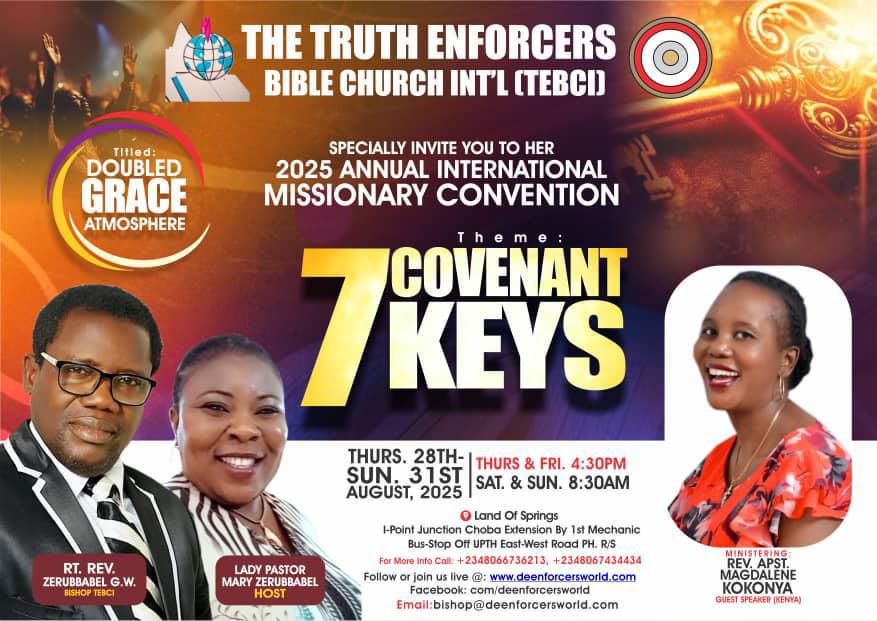 THE TRUTH ENFORCERS
BIBLE CHURCH INT'L (TEBCI)
Titled:
DOUBLED
GRACE
ATMOSPHERE
SPECIALLY INVITE YOU TO HER
2025 ANNUAL INTERNATIONAL
MISSIONARY CONVENTION
Theme:
7 COVENANT
KEYS
THURS. 28TH-
SUN. 31ST
AUGUST, 2025
THURS & FRI. 4:30PM
SAT. & SUN. 8:30AM
Land Of Springs
I-Point Junction Choba Extension By 1st Mechanic
Bus-Stop Off UPTH East-West Road PH. R/S
For More Info Call: +2348066736213, +2348067434434
Follow or join us live @: www.deenforcersworld.com
Facebook: com/deenforcersworld
Email:bishop@deenforcersworld.com
RT. REV.
ZERUBBABEL G.W.
BISHOP TEBCI
LADY PASTOR
MARY ZERUBBABEL
HOST
MINISTERING:
REV. APST.
MAGDALENE
KOKONYA
GUEST SPEAKER (KENYA)